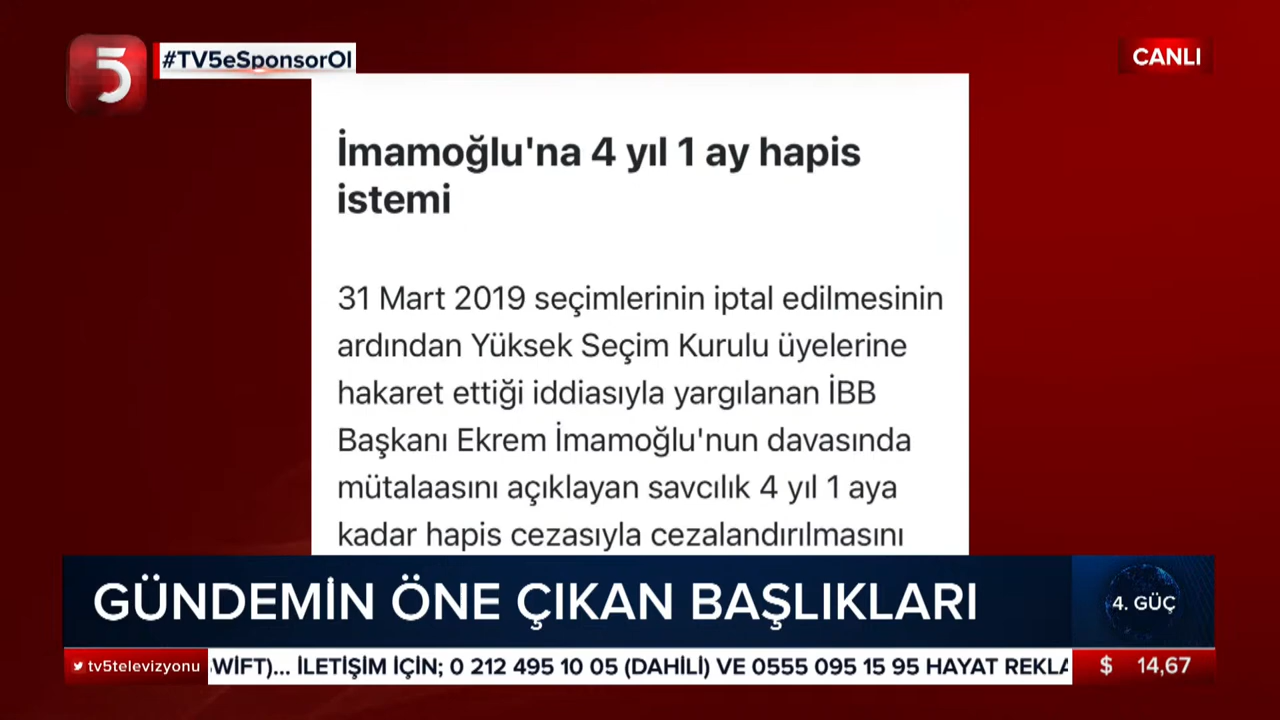 5
#TV5eSponsorOl
CANLI
İmamoğlu'na 4 yıl 1 ay hapis
istemi
31 Mart 2019 seçimlerinin iptal edilmesinin
ardından Yüksek Seçim Kurulu üyelerine
hakaret ettiği iddiasıyla yargılanan İBB
Başkanı Ekrem İmamoğlu'nun davasında
mütalaasını açıklayan savcılık 4 yıl 1 aya
kadar hapis cezasıyla cezalandırılmasını
GÜNDEMİN ÖNE ÇIKAN BAŞLIKLARI
4. GÜÇ
tv5televizyonu
WİFT)... İLETİŞİM İÇİN; 0 212 495 10 05 (DAHİLİ) VE 0555 095 15 95 HAYAT REKLA
$ 14,67